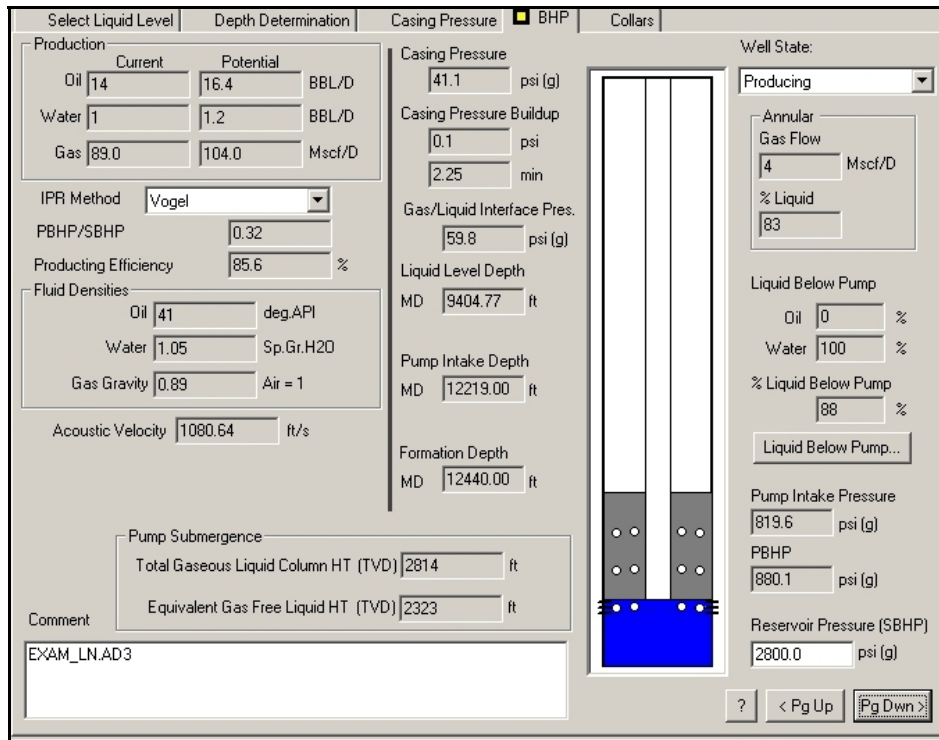 Select Liquid Level Depth Determination Casing Pressure BHP Collars
Production
Current Potential
Oil 14 16.4 BBL/D
Water 1 1.2 BBL/D
Gas 89.0 104.0 Mscf/D
IPR Method Vogel
PBHP/SBHP 0.32
Producting Efficiency 85.6 %
Fluid Densities
Oil 41 deg.API
Water 1.05 Sp.Gr.H2O
Gas Gravity 0.89 Air = 1
Acoustic Velocity 1080.64 ft/s
Casing Pressure
41.1 psi (g)
Casing Pressure Buildup
0.1 psi
2.25 min
Gas/Liquid Interface Pres.
59.8 psi (g)
Liquid Level Depth
MD 9404.77 ft
Pump Intake Depth
MD 12219.00 ft
Formation Depth
MD 12440.00 ft
Pump Submergence
Total Gaseous Liquid Column HT (TVD) 2814 ft
Equivalent Gas Free Liquid HT (TVD) 2323 ft
Comment
EXAM_LN.AD3
Well State:
Producing
Annular
Gas Flow
4 Mscf/D
% Liquid
83
Liquid Below Pump
Oil 0 %
Water 100 %
% Liquid Below Pump
88 %
Liquid Below Pump...
Pump Intake Pressure
819.6 psi (g)
PBHP
880.1 psi (g)
Reservoir Pressure (SBHP)
2800.0 psi (g)
? < Pg Up Pg Dwn >